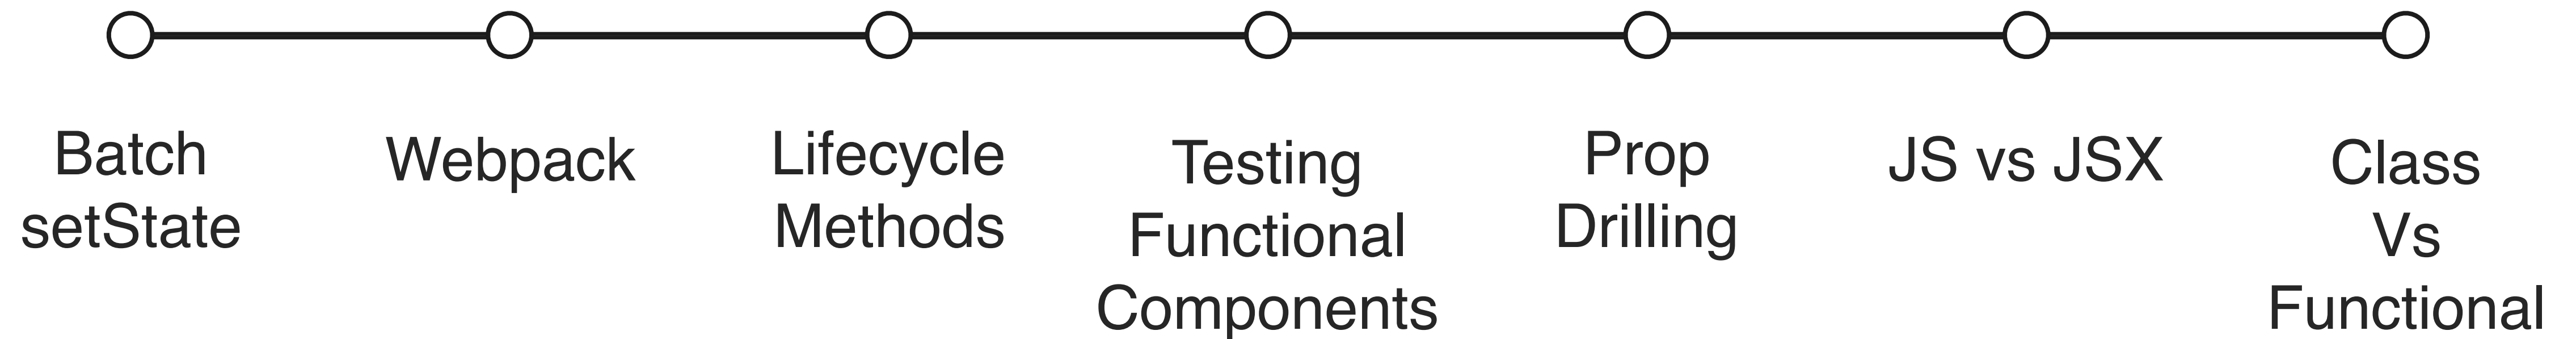 Batch
setState
Webpack
Lifecycle
Methods
Testing
Functional
Components
Prop
Drilling
JS vs JSX
Class
Vs
Functional